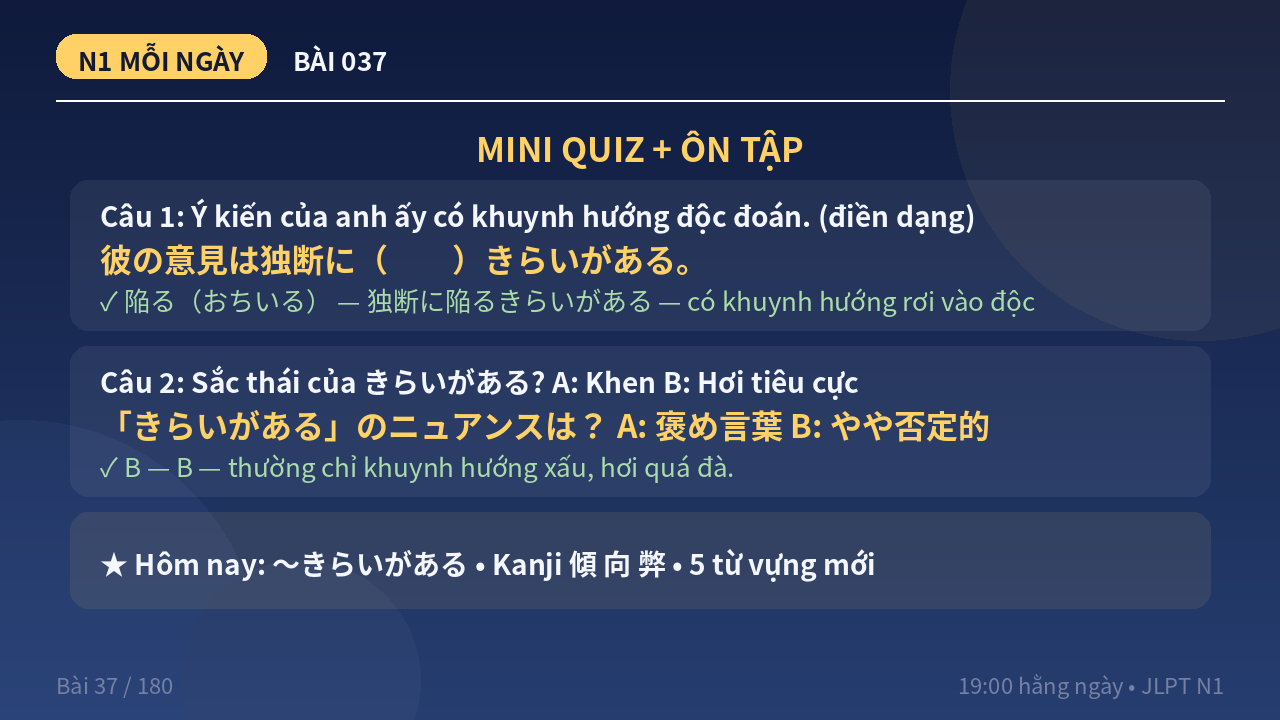 N1 MỖI NGÀY BÀI 037
MINI QUIZ + ÔN TẬP
Câu 1: Ý kiến của anh ấy có khuynh hướng độc đoán. (điền dạng)
彼の意見は独断に（　　）きらいがある。
✓ 陥る（おちいる） — 独断に陥るきらいがある — có khuynh hướng rơi vào độc
Câu 2: Sắc thái của きらいがある? A: Khen B: Hơi tiêu cực
「きらいがある」のニュアンスは？ A: 褒め言葉 B: やや否定的
✓ B — B — thường chỉ khuynh hướng xấu, hơi quá đà.
★ Hôm nay: ～きらいがある • Kanji 傾 向 弊 • 5 từ vựng mới
Bài 37 / 180
19:00 hằng ngày • JLPT N1